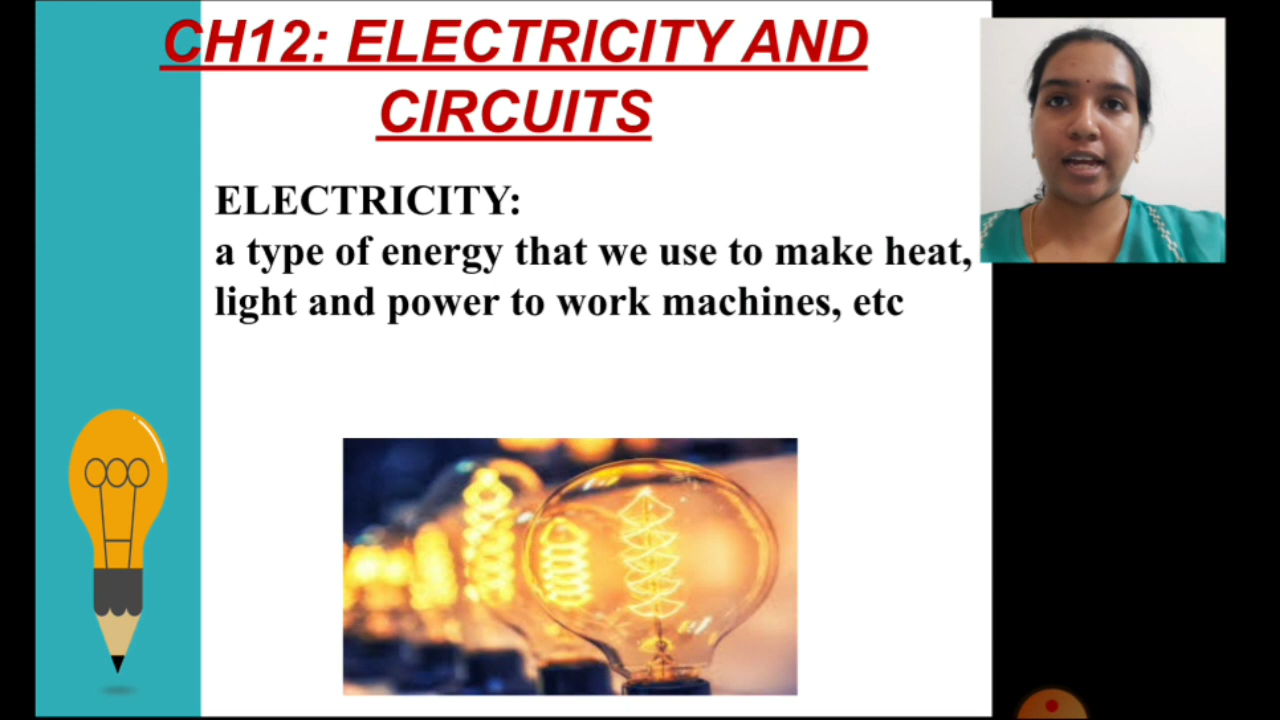 CH12: ELECTRICITY AND
CIRCUITS
ELECTRICITY:
a type of energy that we use to make heat,
light and power to work machines, etc